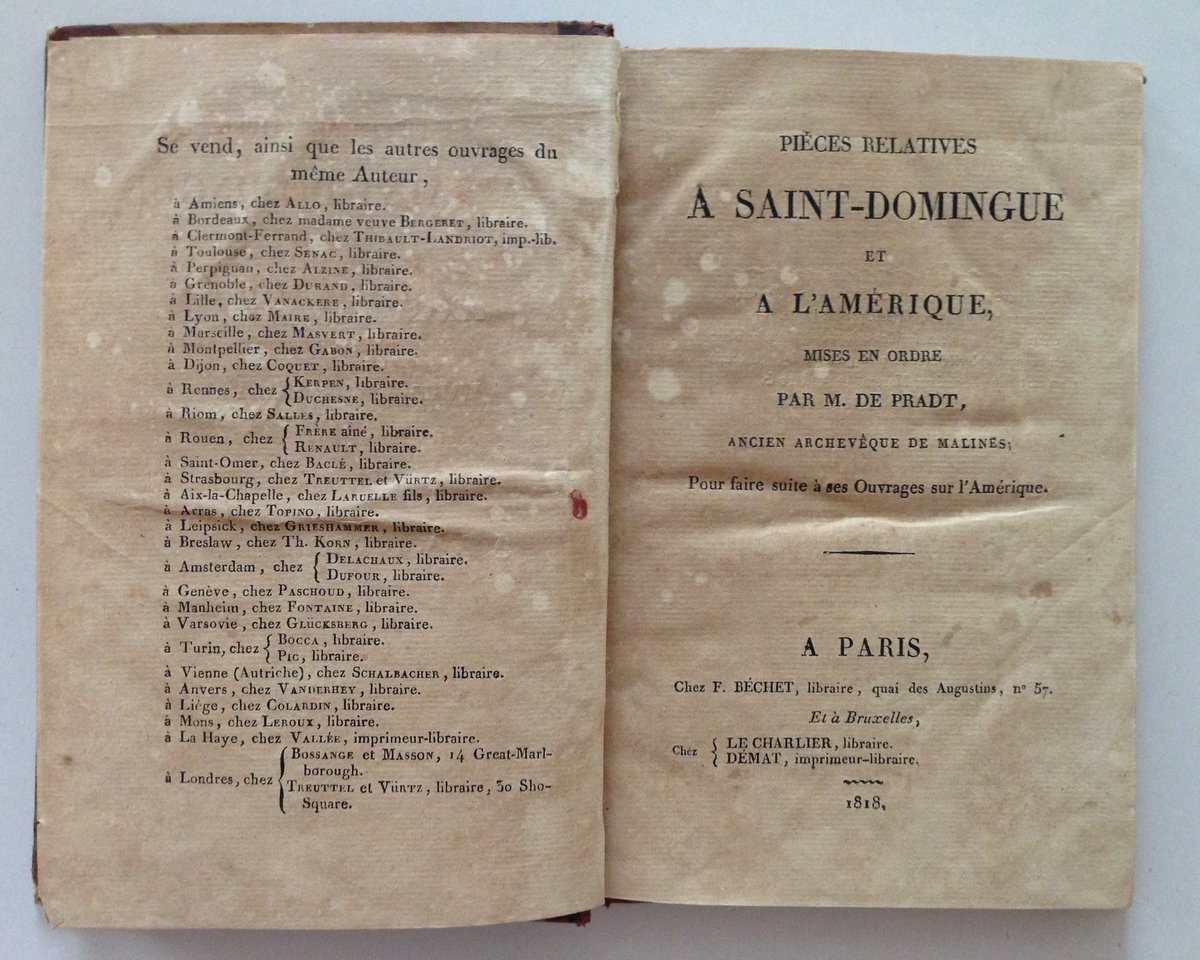 Se vend, ainsi que les autres ouvrages du
même Auteur,
à Amiens, chez ALLO, libraire.
à Bordeaux, chez madame veuve BERGERET, libraire.
à Clermont-Ferrand, chez THIBAULT-LANDRIOT, imp.-lib.
à Toulouse, chez SENAC, libraire.
à Perpignan, chez ALZINE, libraire.
à Grenoble, chez DURAND, libraire.
à Lille, chez VANACKERE, libraire.
à Lyon, chez MAIRE, libraire.
à Marseille, chez MASVERT, libraire.
à Montpellier, chez GABON, libraire.
à Dijon, chez COQUET, libraire.
à Rennes, chez { KERPEN, libraire.
DUCHESNE, libraire.
à Riom, chez SALLES, libraire.
à Rouen, chez { FRÈRE aîné, libraire.
RENAULT, libraire.
à Saint-Omer, chez BACLÉ, libraire.
à Strasbourg, chez TREUTTEL et VÜRTZ, libraire.
à Aix-la-Chapelle, chez LARUELLE fils, libraire.
à Arras, chez TOPINO, libraire.
à Leipsick, chez GRIESHAMMER, libraire.
à Breslaw, chez TH. KORN, libraire.
à Amsterdam, chez { DELACHAUX, libraire.
DUFOUR, libraire.
à Genève, chez PASCHOUD, libraire.
à Manheim, chez FONTAINE, libraire.
à Varsovie, chez GLÜCKSBERG, libraire.
à Turin, chez { BOCCA, libraire.
PIC, libraire.
à Vienne (Autriche), chez SCHALBACHER, libraire.
à Anvers, chez VANDERHEY, libraire.
à Liége, chez COLARDIN, libraire.
à Mons, chez LEROUX, libraire.
à La Haye, chez VALLÉE, imprimeur-libraire.
à Londres, chez { BOSSANGE et MASSON, 14 Great-Marl-
borough.
TREUTTEL et VÜRTZ, libraire, 30 Sho-
Square.
PIÈCES RELATIVES
A SAINT-DOMINGUE
ET
A L'AMÉRIQUE,
MISES EN ORDRE
PAR M. DE PRADT,
ANCIEN ARCHEVÊQUE DE MALINES;
Pour faire suite à ses Ouvrages sur l'Amérique.
A PARIS,
Chez F. BÉCHET, libraire, quai des Augustins, n° 57.
Et à Bruxelles,
Chez { LE CHARLIER, libraire.
DÉMAT, imprimeur-libraire.
1818.